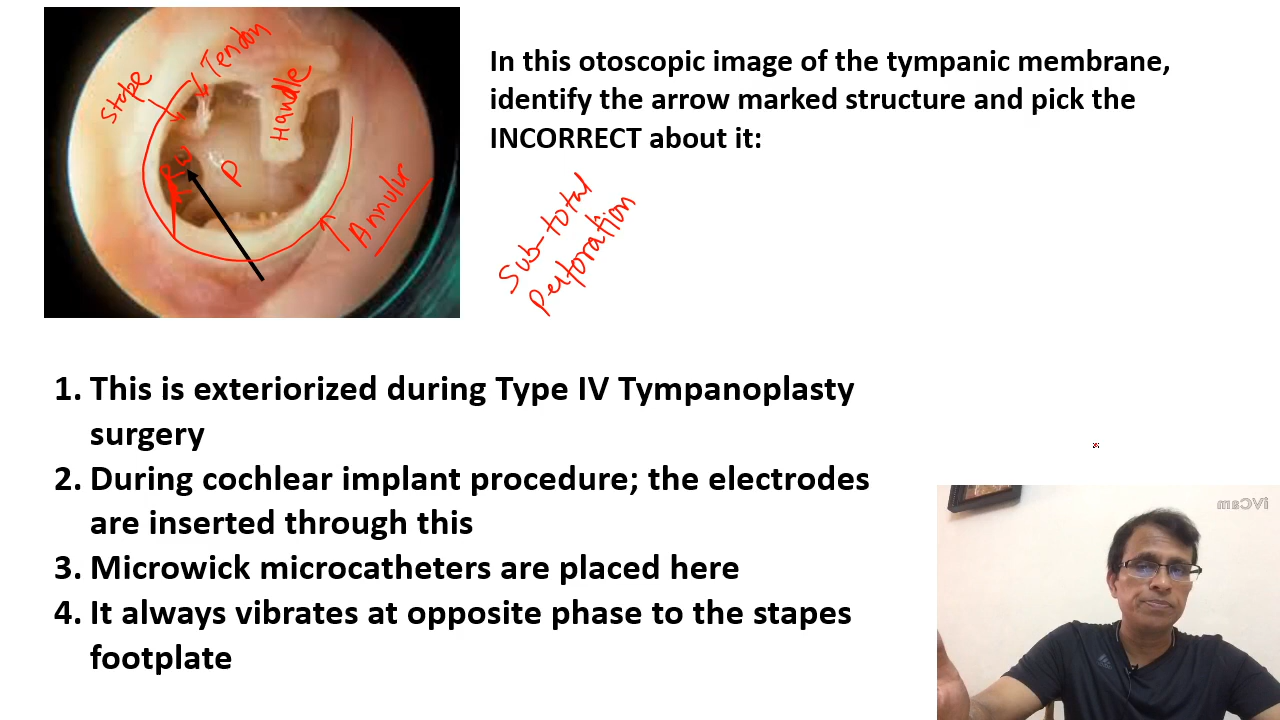 Stape
Tendon
Handle
RW
P
Annular
In this otoscopic image of the tympanic membrane,
identify the arrow marked structure and pick the
INCORRECT about it:
Sub-total
perforation
1. This is exteriorized during Type IV Tympanoplasty
surgery
2. During cochlear implant procedure; the electrodes
are inserted through this
3. Microwick microcatheters are placed here
4. It always vibrates at opposite phase to the stapes
footplate
iVCam